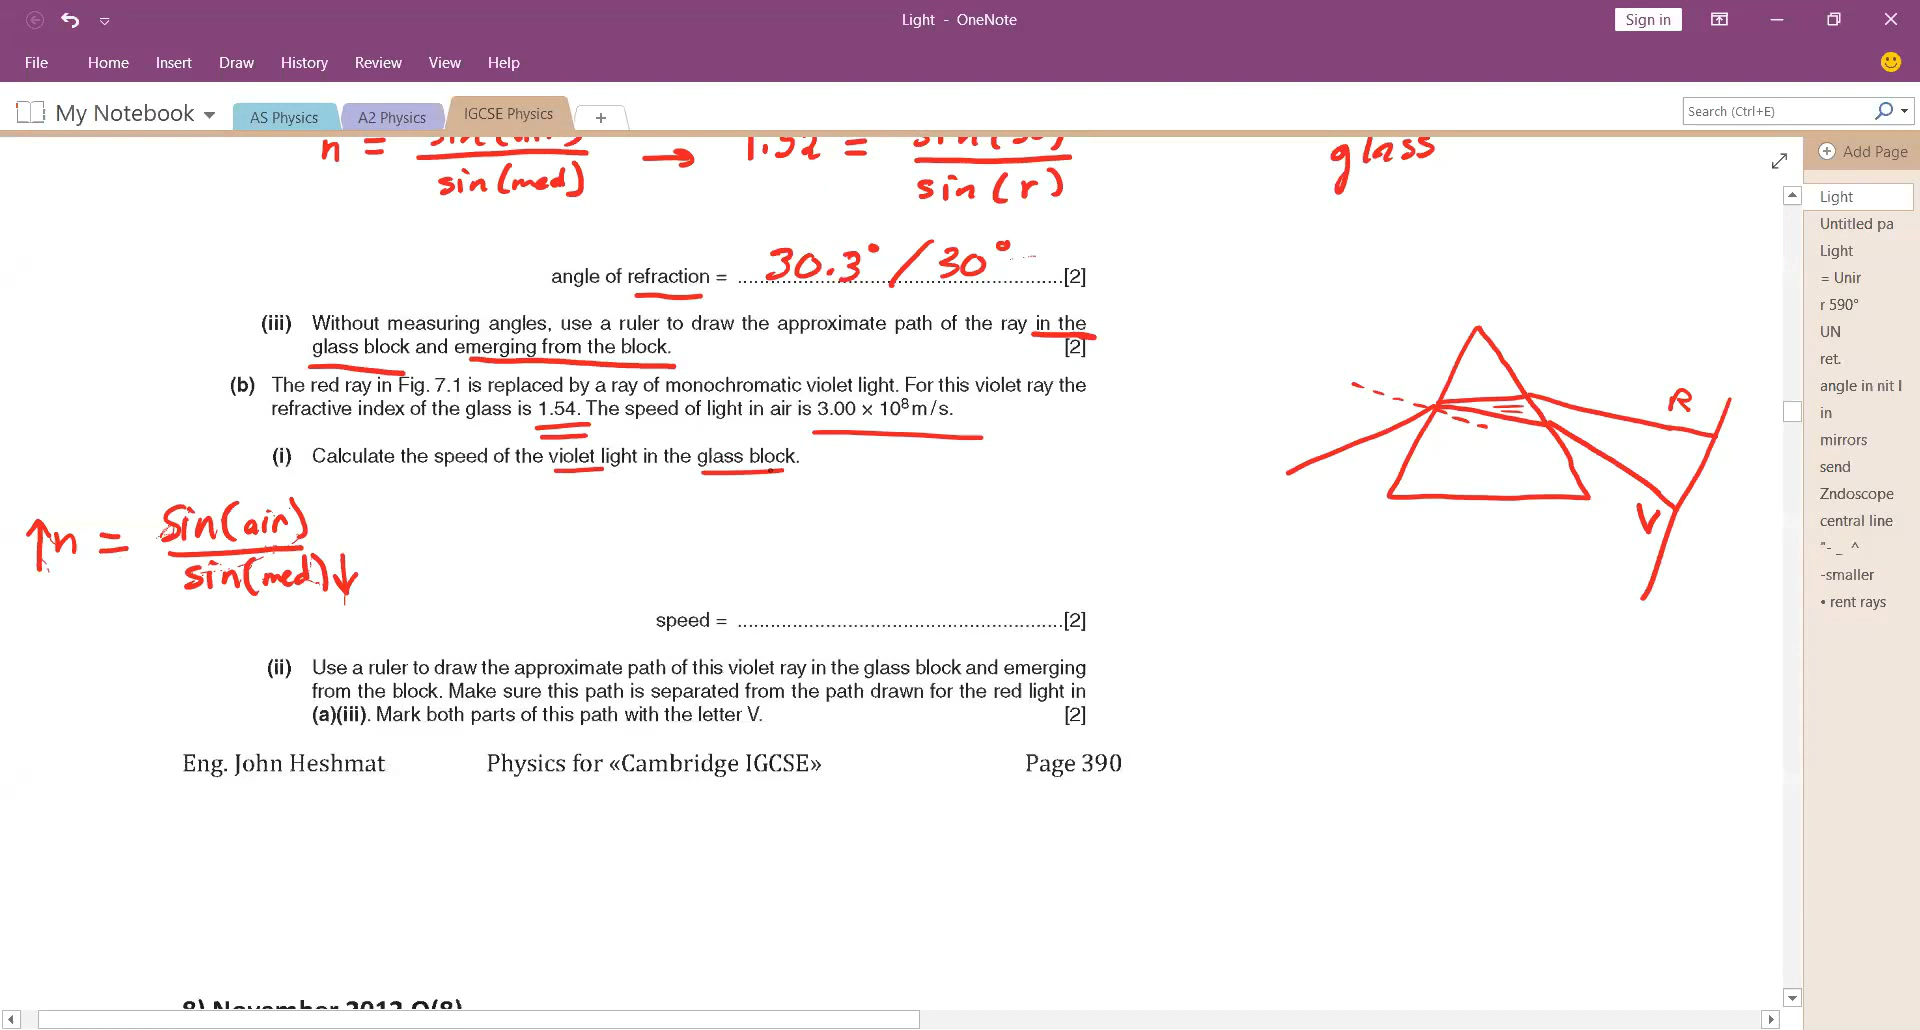 Light - OneNote
Sign in
File Home Insert Draw History Review View Help
My Notebook AS Physics A2 Physics IGCSE Physics +
Search (Ctrl+E)
Add Page
Light
Untitled pa
Light
= Unir
r 590°
UN
ret.
angle in nit I
in
mirrors
send
Zndoscope
central line
"- _ ^
-smaller
• rent rays
n = sin(air) / sin(med) → 1.52 = / sin(r)
glass
angle of refraction = 30.3° / 30° [2]
(iii) Without measuring angles, use a ruler to draw the approximate path of the ray in the
glass block and emerging from the block. [2]
(b) The red ray in Fig. 7.1 is replaced by a ray of monochromatic violet light. For this violet ray the
refractive index of the glass is 1.54. The speed of light in air is 3.00 × 10⁸ m/s.
(i) Calculate the speed of the violet light in the glass block.
↑n = sin(air) / sin(med)↓
R
V
speed = ............................................................[2]
(ii) Use a ruler to draw the approximate path of this violet ray in the glass block and emerging
from the block. Make sure this path is separated from the path drawn for the red light in
(a)(iii). Mark both parts of this path with the letter V. [2]
Eng. John Heshmat Physics for «Cambridge IGCSE» Page 390
8) November 2012 Q(8)